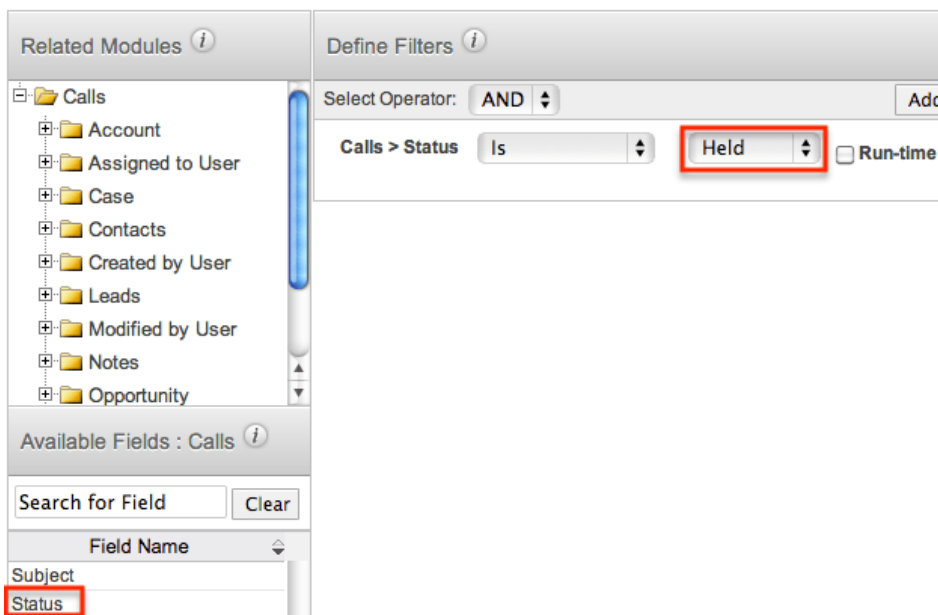 Related Modules i
Calls
Account
Assigned to User
Case
Contacts
Created by User
Leads
Modified by User
Notes
Opportunity
Available Fields : Calls i
Search for Field Clear
Field Name
Subject
Status
Define Filters i
Select Operator: AND Add
Calls > Status Is Held Run-time